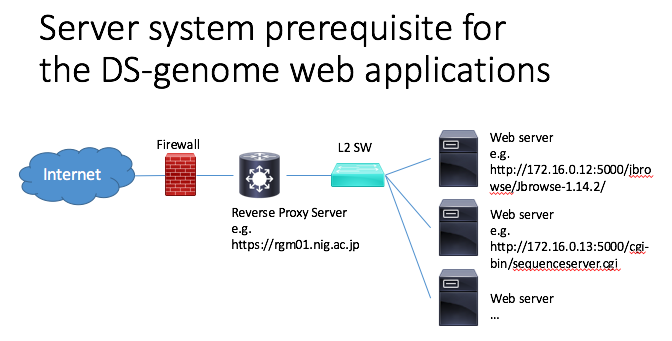 Server system prerequisite for
the DS-genome web applications
Internet
Firewall
Reverse Proxy Server
e.g.
https://rgm01.nig.ac.jp
L2 SW
Web server
e.g.
http://172.16.0.12:5000/jbro
wse/Jbrowse-1.14.2/
Web server
e.g.
http://172.16.0.13:5000/cgi-
bin/sequenceserver.cgi
Web server
...